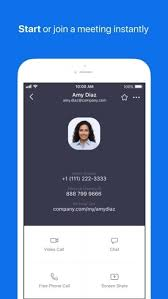 Start or join a meeting instantly
10:00 AM
Amy Diaz
amy.diaz@company.com
+1 (111) 222-3333
888 799 9666
company.com/my/amydiaz
Video Call
Chat
Free Phone Call
Screen Share